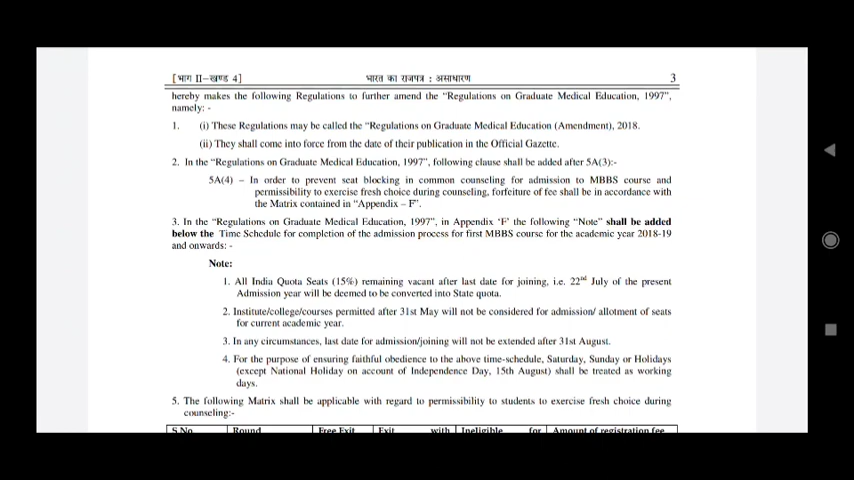 [भाग II—खण्ड 4] भारत का राजपत्र : असाधारण 3
hereby makes the following Regulations to further amend the “Regulations on Graduate Medical Education, 1997”,
namely: -
1. (i) These Regulations may be called the “Regulations on Graduate Medical Education (Amendment), 2018.
(ii) They shall come into force from the date of their publication in the Official Gazette.
2. In the “Regulations on Graduate Medical Education, 1997”, following clause shall be added after 5A(3):-
5A(4) – In order to prevent seat blocking in common counseling for admission to MBBS course and
permissibility to exercise fresh choice during counseling, forfeiture of fee shall be in accordance with
the Matrix contained in “Appendix – F”.
3. In the “Regulations on Graduate Medical Education, 1997”, in Appendix ‘F’ the following “Note” shall be added
below the Time Schedule for completion of the admission process for first MBBS course for the academic year 2018-19
and onwards: -
Note:
1. All India Quota Seats (15%) remaining vacant after last date for joining, i.e. 22nd July of the present
Admission year will be deemed to be converted into State quota.
2. Institute/college/courses permitted after 31st May will not be considered for admission/ allotment of seats
for current academic year.
3. In any circumstances, last date for admission/joining will not be extended after 31st August.
4. For the purpose of ensuring faithful obedience to the above time-schedule, Saturday, Sunday or Holidays
(except National Holiday on account of Independence Day, 15th August) shall be treated as working
days.
5. The following Matrix shall be applicable with regard to permissibility to students to exercise fresh choice during
counseling:-
S.No. Round Free Exit Exit with Ineligible for Amount of registration fee